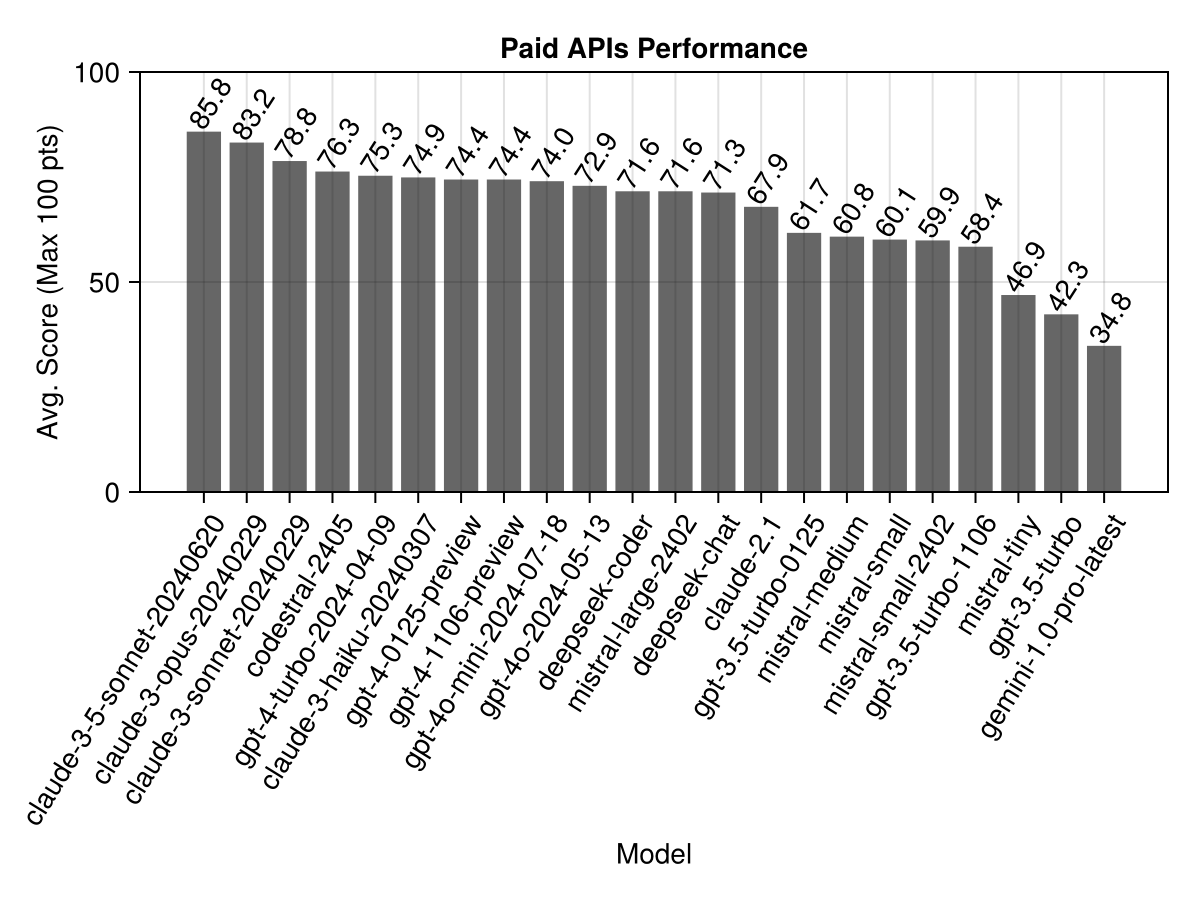 Paid APIs Performance
Avg. Score (Max 100 pts)
100
50
0
85.8
83.2
78.8
76.3
75.3
74.9
74.4
74.4
74.0
72.9
71.6
71.6
71.3
67.9
61.7
60.8
60.1
59.9
58.4
46.9
42.3
34.8
claude-3-5-sonnet-20240620
claude-3-opus-20240229
claude-3-sonnet-20240229
codestral-2405
gpt-4-turbo-2024-04-09
claude-3-haiku-20240307
gpt-4-0125-preview
gpt-4-1106-preview
gpt-4o-mini-2024-07-18
gpt-4o-2024-05-13
deepseek-coder
mistral-large-2402
deepseek-chat
claude-2.1
gpt-3.5-turbo-0125
mistral-medium
mistral-small
mistral-small-2402
gpt-3.5-turbo-1106
mistral-tiny
gpt-3.5-turbo
gemini-1.0-pro-latest
Model